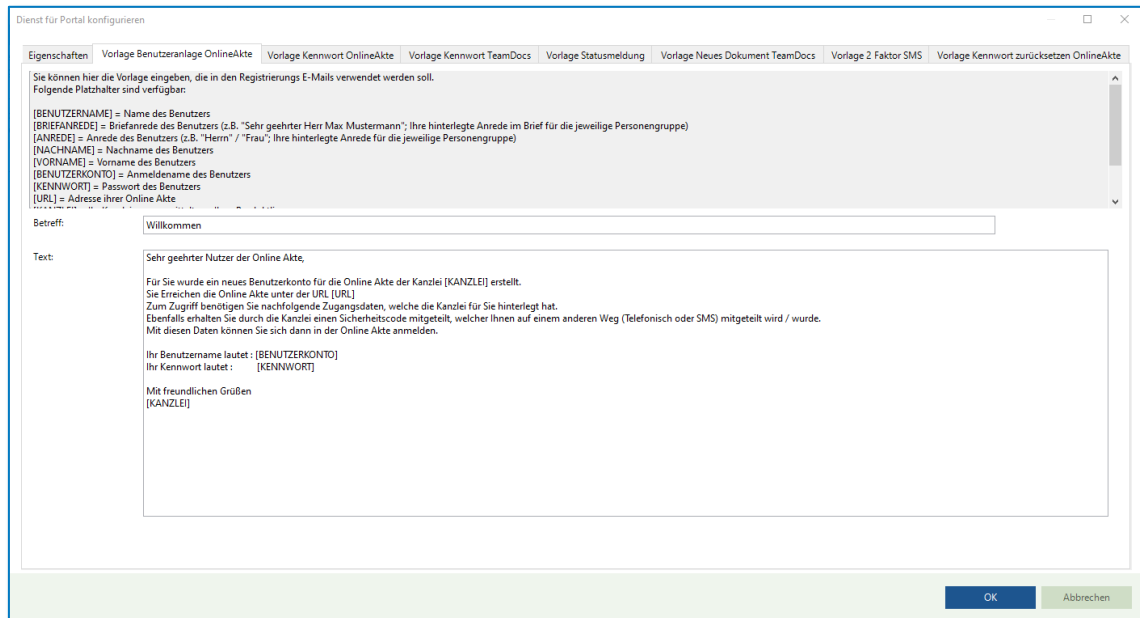 Dienst für Portal konfigurieren
Eigenschaften Vorlage Benutzeranlage OnlineAkte Vorlage Kennwort OnlineAkte Vorlage Kennwort TeamDocs Vorlage Statusmeldung Vorlage Neues Dokument TeamDocs Vorlage 2 Faktor SMS Vorlage Kennwort zurücksetzen OnlineAkte
Sie können hier die Vorlage eingeben, die in den Registrierungs E-Mails verwendet werden soll.
Folgende Platzhalter sind verfügbar:
[BENUTZERNAME] = Name des Benutzers
[BRIEFANREDE] = Briefanrede des Benutzers (z.B. "Sehr geehrter Herr Max Mustermann"; Ihre hinterlegte Anrede im Brief für die jeweilige Personengruppe)
[ANREDE] = Anrede des Benutzers (z.B. "Herrn" / "Frau"; Ihre hinterlegte Anrede für die jeweilige Personengruppe)
[NACHNAME] = Nachname des Benutzers
[VORNAME] = Vorname des Benutzers
[BENUTZERKONTO] = Anmeldename des Benutzers
[KENNWORT] = Passwort des Benutzers
[URL] = Adresse ihrer Online Akte
Betreff: Willkommen
Text: Sehr geehrter Nutzer der Online Akte,
Für Sie wurde ein neues Benutzerkonto für die Online Akte der Kanzlei [KANZLEI] erstellt.
Sie Erreichen die Online Akte unter der URL [URL]
Zum Zugriff benötigen Sie nachfolgende Zugangsdaten, welche die Kanzlei für Sie hinterlegt hat.
Ebenfalls erhalten Sie durch die Kanzlei einen Sicherheitscode mitgeteilt, welcher Ihnen auf einem anderen Weg (Telefonisch oder SMS) mitgeteilt wird / wurde.
Mit diesen Daten können Sie sich dann in der Online Akte anmelden.
Ihr Benutzername lautet : [BENUTZERKONTO]
Ihr Kennwort lautet : [KENNWORT]
Mit freundlichen Grüßen
[KANZLEI]
OK Abbrechen